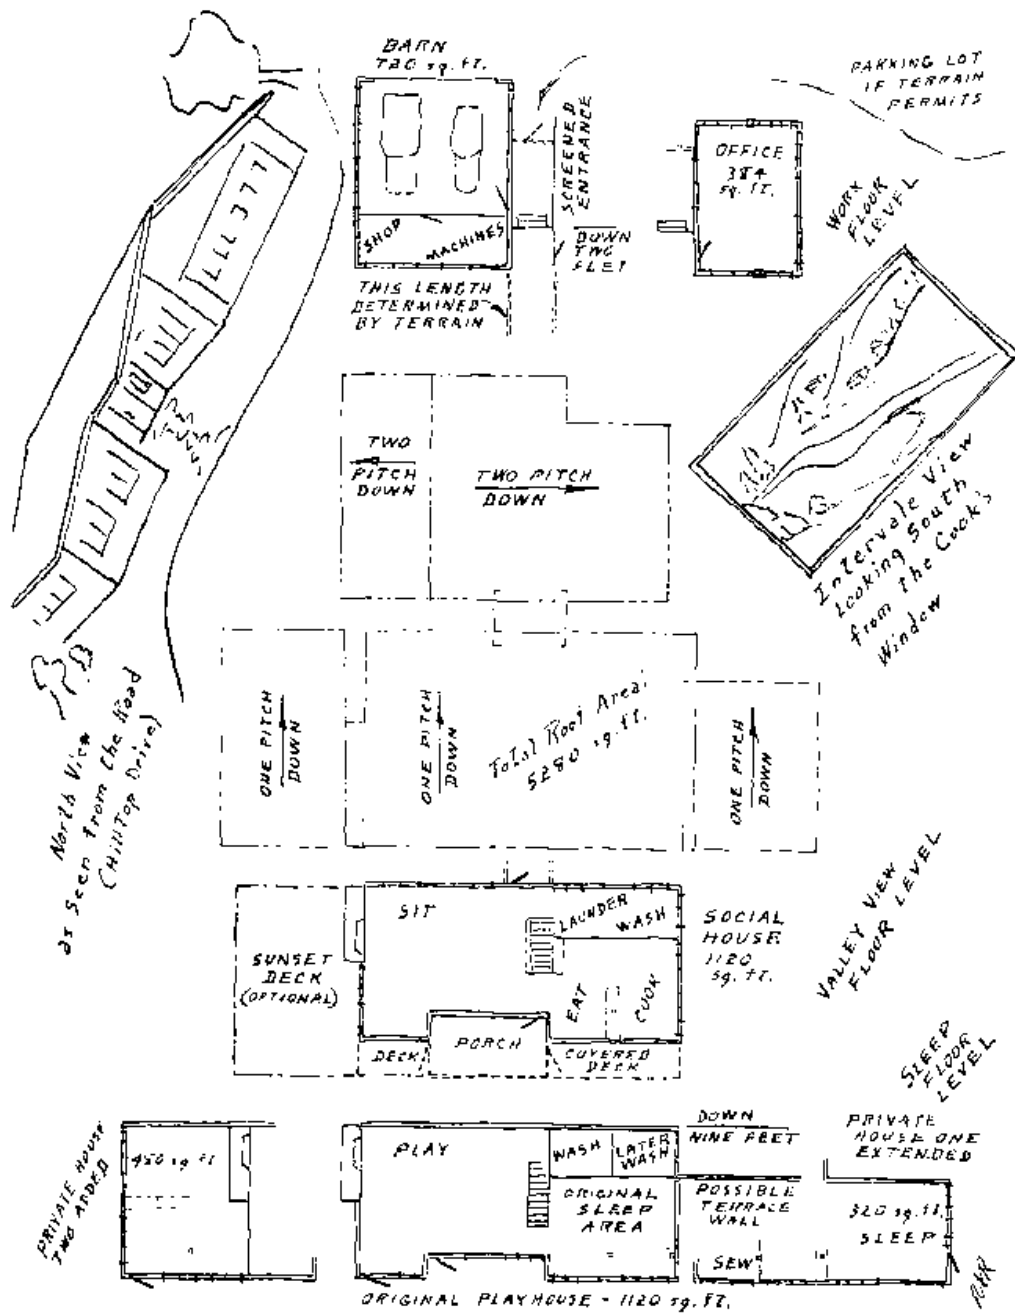 BARN
720 sq. ft.
PARKING LOT
IF TERRAIN
PERMITS
SCREENED
ENTRANCE
OFFICE
384
sq. ft.
WORK
FLOOR
LEVEL
SHOP
MACHINES
DOWN
TWO
FEET
THIS LENGTH
DETERMINED
BY TERRAIN
TWO
PITCH
DOWN
TWO PITCH
DOWN
Intervale View
Looking South
from the Cook's
Window
North View
as Seen from the Road
(HillTop Drive)
ONE PITCH
DOWN
ONE PITCH
DOWN
Total Roof Area:
5280 sq. ft.
ONE PITCH
DOWN
SIT
LAUNDER
WASH
SOCIAL
HOUSE
1120
sq. ft.
VALLEY VIEW
FLOOR LEVEL
SUNSET
DECK
(OPTIONAL)
EAT
COOK
DECK
PORCH
COVERED
DECK
SLEEP
FLOOR
LEVEL
PRIVATE HOUSE
TWO ADDED
480 sq ft
PLAY
WASH
LATER
WASH
DOWN
NINE FEET
PRIVATE
HOUSE ONE
EXTENDED
ORIGINAL
SLEEP
AREA
POSSIBLE
TERRACE
WALL
320 sq. ft.
SLEEP
SEW
ORIGINAL PLAYHOUSE - 1120 sq. ft.